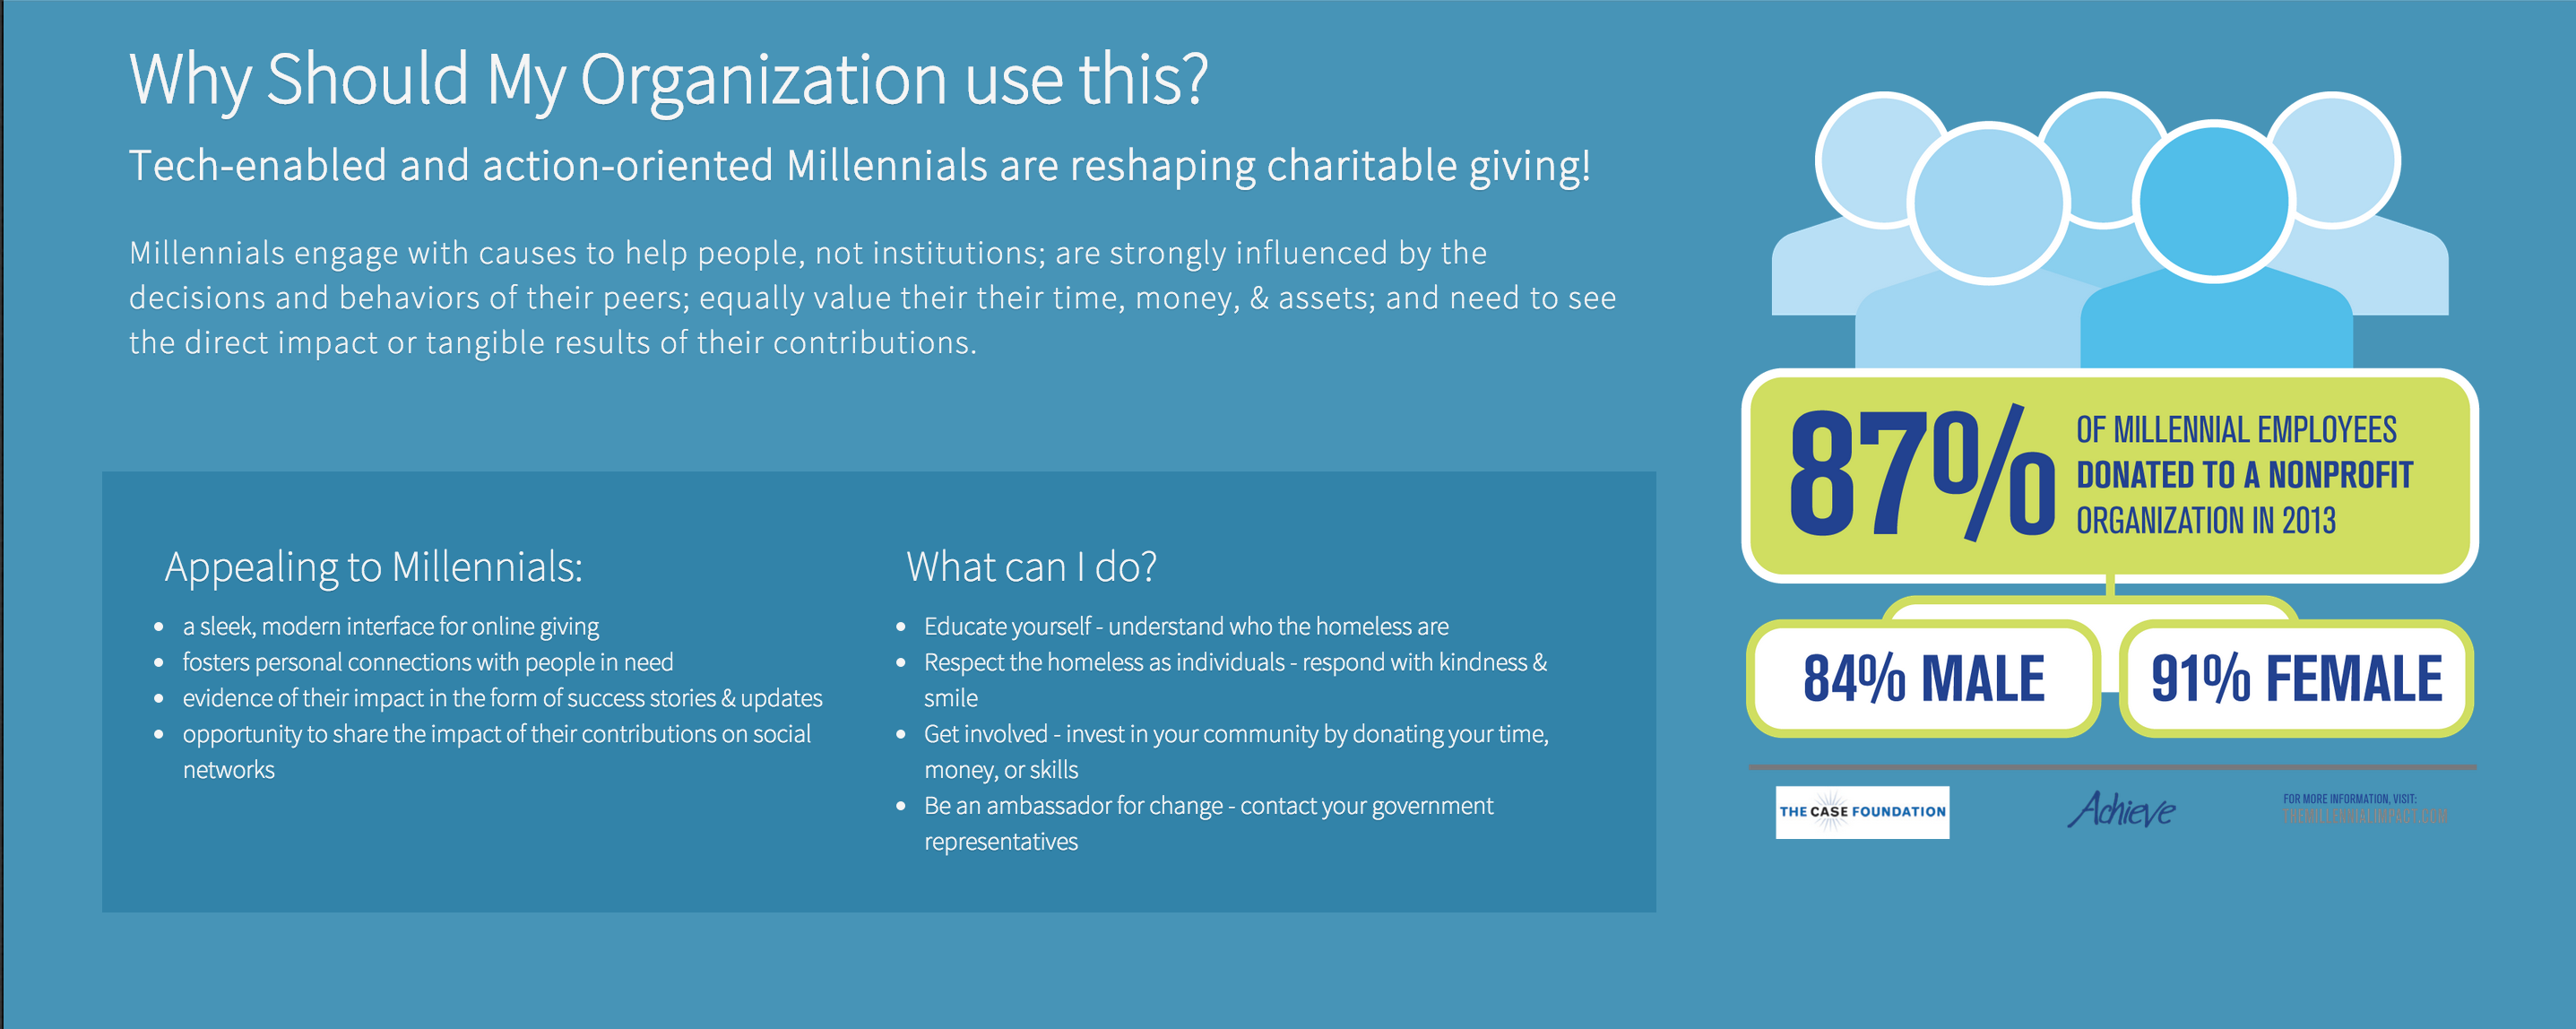 Why Should My Organization use this?
Tech-enabled and action-oriented Millennials are reshaping charitable giving!
Millennials engage with causes to help people, not institutions; are strongly influenced by the
decisions and behaviors of their peers; equally value their their time, money, & assets; and need to see
the direct impact or tangible results of their contributions.
Appealing to Millennials:
• a sleek, modern interface for online giving
• fosters personal connections with people in need
• evidence of their impact in the form of success stories & updates
• opportunity to share the impact of their contributions on social
networks
What can I do?
• Educate yourself - understand who the homeless are
• Respect the homeless as individuals - respond with kindness &
smile
• Get involved - invest in your community by donating your time,
money, or skills
• Be an ambassador for change - contact your government
representatives
87%
OF MILLENNIAL EMPLOYEES
DONATED TO A NONPROFIT
ORGANIZATION IN 2013
84% MALE
91% FEMALE
THE CASE FOUNDATION
Achieve
FOR MORE INFORMATION, VISIT:
THEMILLENNIALIMPACT.COM